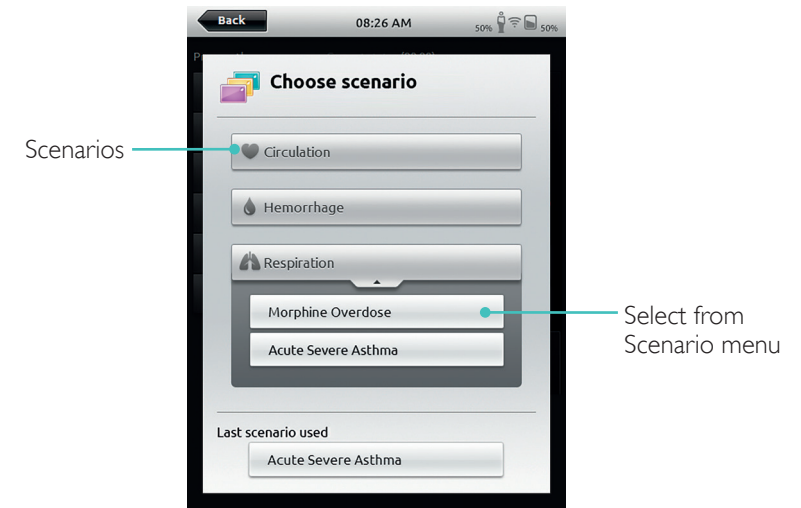 Back
08:26 AM
50%
50%
Choose scenario
Scenarios
Circulation
Hemorrhage
Respiration
Morphine Overdose
Select from
Scenario menu
Acute Severe Asthma
Last scenario used
Acute Severe Asthma